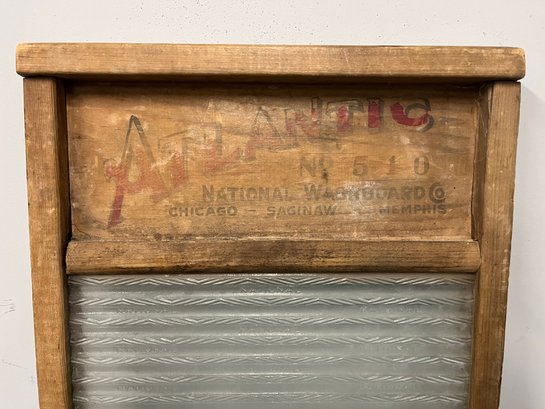 ATLANTIC
No 510
NATIONAL WASHBOARD CO
CHICAGO - SAGINAW - MEMPHIS